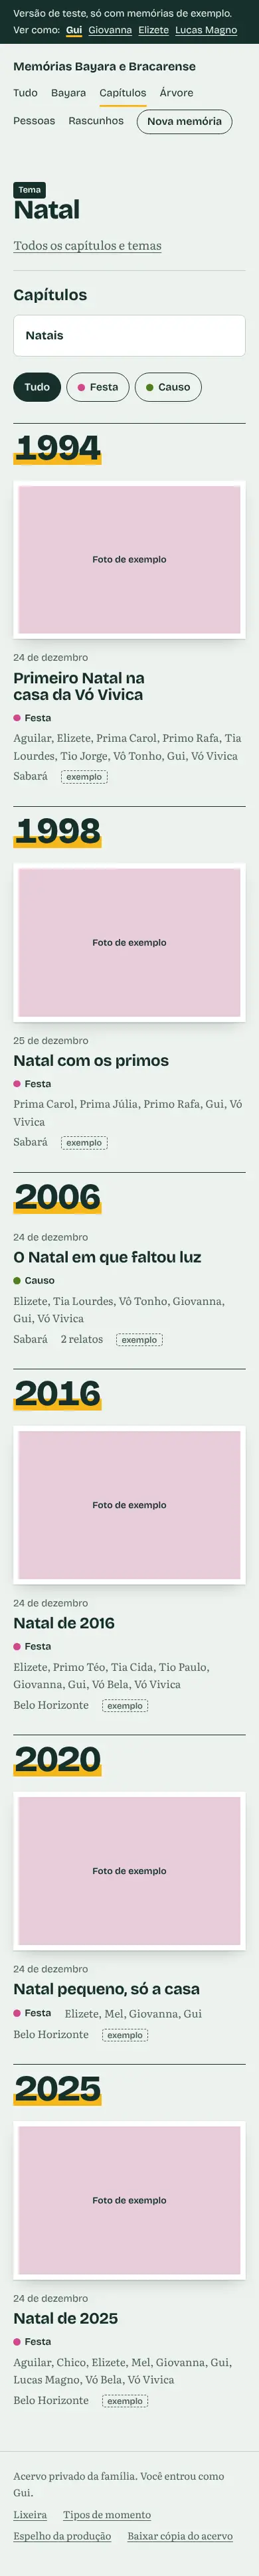 Versão de teste, só com memórias de exemplo.
Ver como: Gui Giovanna Elizete Lucas Magno
Memórias Bayara e Bracarense
Tudo Bayara Capítulos Árvore
Pessoas Rascunhos Nova memória
Tema
Natal
Todos os capítulos e temas
Capítulos
Natais
Tudo Festa Causo
1994
Foto de exemplo
24 de dezembro
Primeiro Natal na
casa da Vó Vivica
Festa
Aguilar, Elizete, Prima Carol, Primo Rafa, Tia
Lourdes, Tio Jorge, Vô Tonho, Gui, Vó Vivica
Sabará exemplo
1998
Foto de exemplo
25 de dezembro
Natal com os primos
Festa
Prima Carol, Prima Júlia, Primo Rafa, Gui, Vó
Vivica
Sabará exemplo
2006
24 de dezembro
O Natal em que faltou luz
Causo
Elizete, Tia Lourdes, Vô Tonho, Giovanna,
Gui, Vó Vivica
Sabará 2 relatos exemplo
2016
Foto de exemplo
24 de dezembro
Natal de 2016
Festa
Elizete, Primo Téo, Tia Cida, Tio Paulo,
Giovanna, Gui, Vó Bela, Vó Vivica
Belo Horizonte exemplo
2020
Foto de exemplo
24 de dezembro
Natal pequeno, só a casa
Festa Elizete, Mel, Giovanna, Gui
Belo Horizonte exemplo
2025
Foto de exemplo
24 de dezembro
Natal de 2025
Festa
Aguilar, Chico, Elizete, Mel, Giovanna, Gui,
Lucas Magno, Vó Bela, Vó Vivica
Belo Horizonte exemplo
Acervo privado da família. Você entrou como
Gui.
Lixeira Tipos de momento
Espelho da produção Baixar cópia do acervo